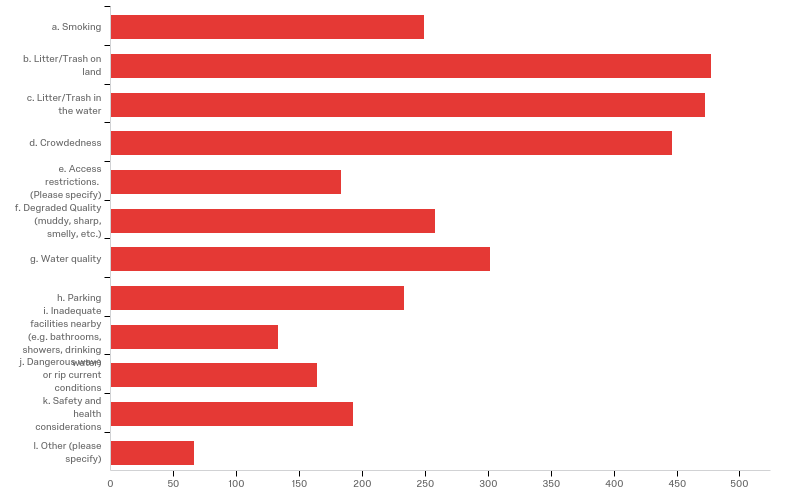 a. Smoking
b. Litter/Trash on
land
c. Litter/Trash in
the water
d. Crowdedness
e. Access
restrictions.
(Please specify)
f. Degraded Quality
(muddy, sharp,
smelly, etc.)
g. Water quality
h. Parking
i. Inadequate
facilities nearby
(e.g. bathrooms,
showers, drinking
water)
j. Dangerous wave
or rip current
conditions
k. Safety and
health
considerations
l. Other (please
specify)
0 50 100 150 200 250 300 350 400 450 500